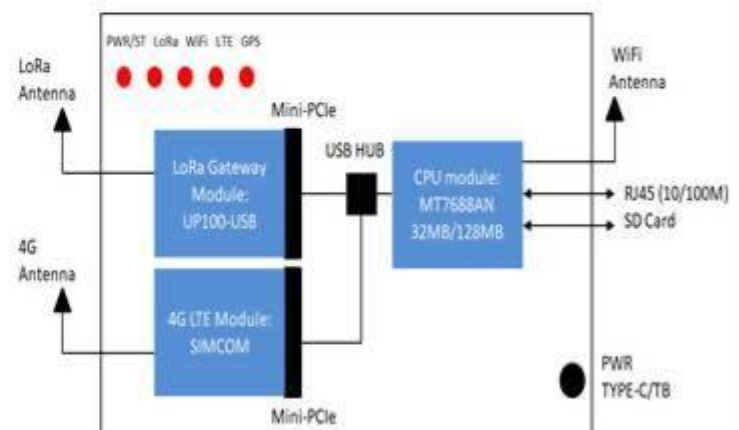 PWR/ST LoRa WiFi LTE GPS
LoRa
Antenna
Mini-PCIe
WiFi
Antenna
LoRa Gateway
Module:
UP100-USB
USB HUB
CPU module:
MT7688AN
32MB/128MB
RJ45 (10/100M)
SD Card
4G
Antenna
4G LTE Module:
SIMCOM
Mini-PCIe
PWR
TYPE-C/TB